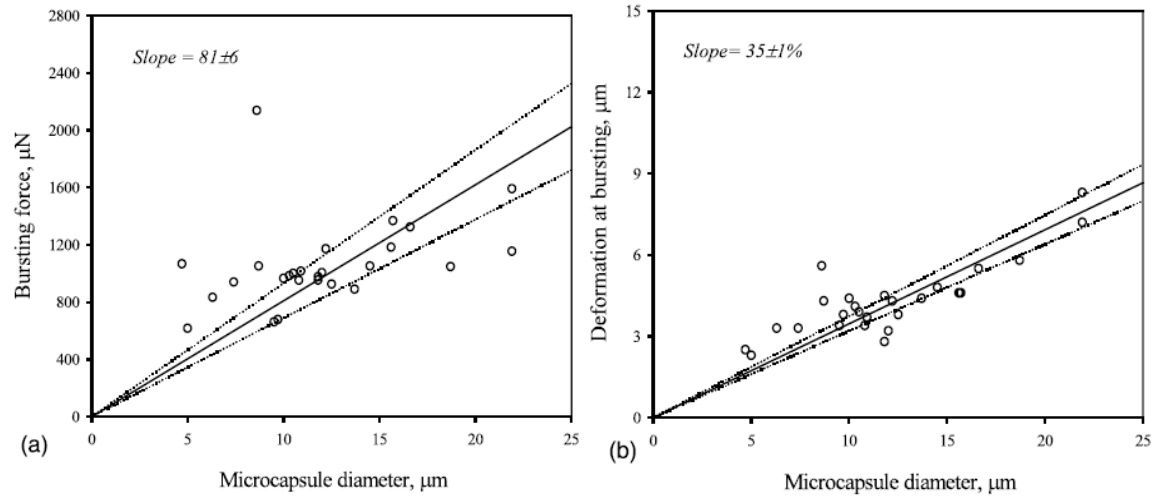 2800
2400
2000
1600
1200
800
400
0
Bursting force, μN
Slope = 81±6
0 5 10 15 20 25
Microcapsule diameter, μm
(a)
15
12
9
6
3
0
Deformation at bursting, μm
Slope= 35±1%
0 5 10 15 20 25
Microcapsule diameter, μm
(b)